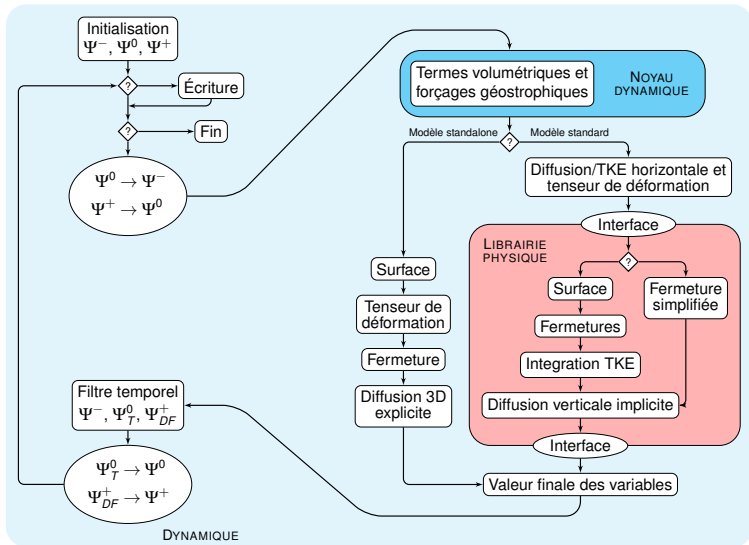 Initialisation
Ψ⁻, Ψ⁰, Ψ⁺
?
Écriture
?
Fin
Ψ⁰ → Ψ⁻
Ψ⁺ → Ψ⁰
Termes volumétriques et
forçages géostrophiques
NOYAU
DYNAMIQUE
Modèle standalone
?
Modèle standard
Diffusion/TKE horizontale et
tenseur de déformation
Interface
LIBRAIRIE
PHYSIQUE
?
Surface
Fermetures
Integration TKE
Fermeture
simplifiée
Diffusion verticale implicite
Interface
Surface
Tenseur de
déformation
Fermeture
Diffusion 3D
explicite
Valeur finale des variables
Filtre temporel
Ψ⁻, Ψ⁰_T, Ψ⁺_DF
Ψ⁰_T → Ψ⁰
Ψ⁺_DF → Ψ⁺
DYNAMIQUE